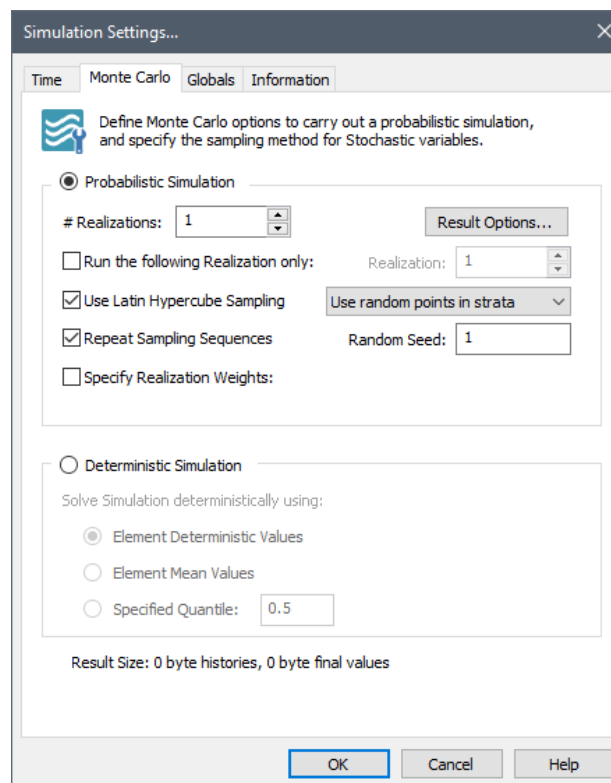 Simulation Settings...
Time Monte Carlo Globals Information
Define Monte Carlo options to carry out a probabilistic simulation,
and specify the sampling method for Stochastic variables.
Probabilistic Simulation
# Realizations: 1 Result Options...
Run the following Realization only: Realization: 1
Use Latin Hypercube Sampling Use random points in strata
Repeat Sampling Sequences Random Seed: 1
Specify Realization Weights:
Deterministic Simulation
Solve Simulation deterministically using:
Element Deterministic Values
Element Mean Values
Specified Quantile: 0.5
Result Size: 0 byte histories, 0 byte final values
OK Cancel Help